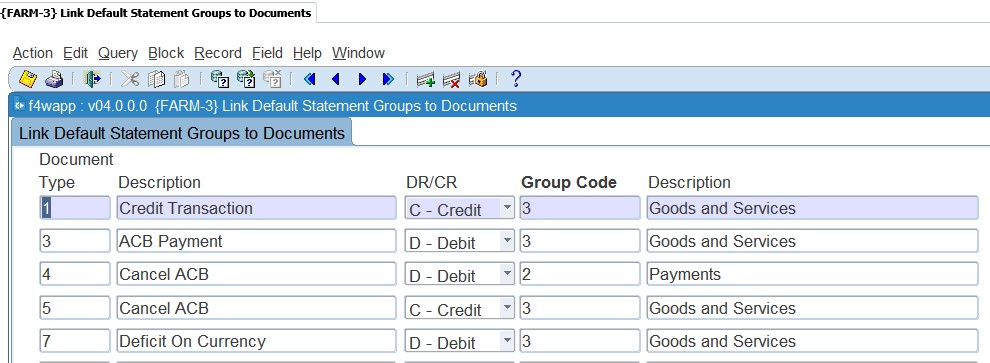 {FARM-3} Link Default Statement Groups to Documents
Action Edit Query Block Record Field Help Window
f4wapp : v04.0.0.0 {FARM-3} Link Default Statement Groups to Documents
Link Default Statement Groups to Documents
Document
Type Description DR/CR Group Code Description
1 Credit Transaction C - Credit 3 Goods and Services
3 ACB Payment D - Debit 3 Goods and Services
4 Cancel ACB D - Debit 2 Payments
5 Cancel ACB C - Credit 3 Goods and Services
7 Deficit On Currency D - Debit 3 Goods and Services